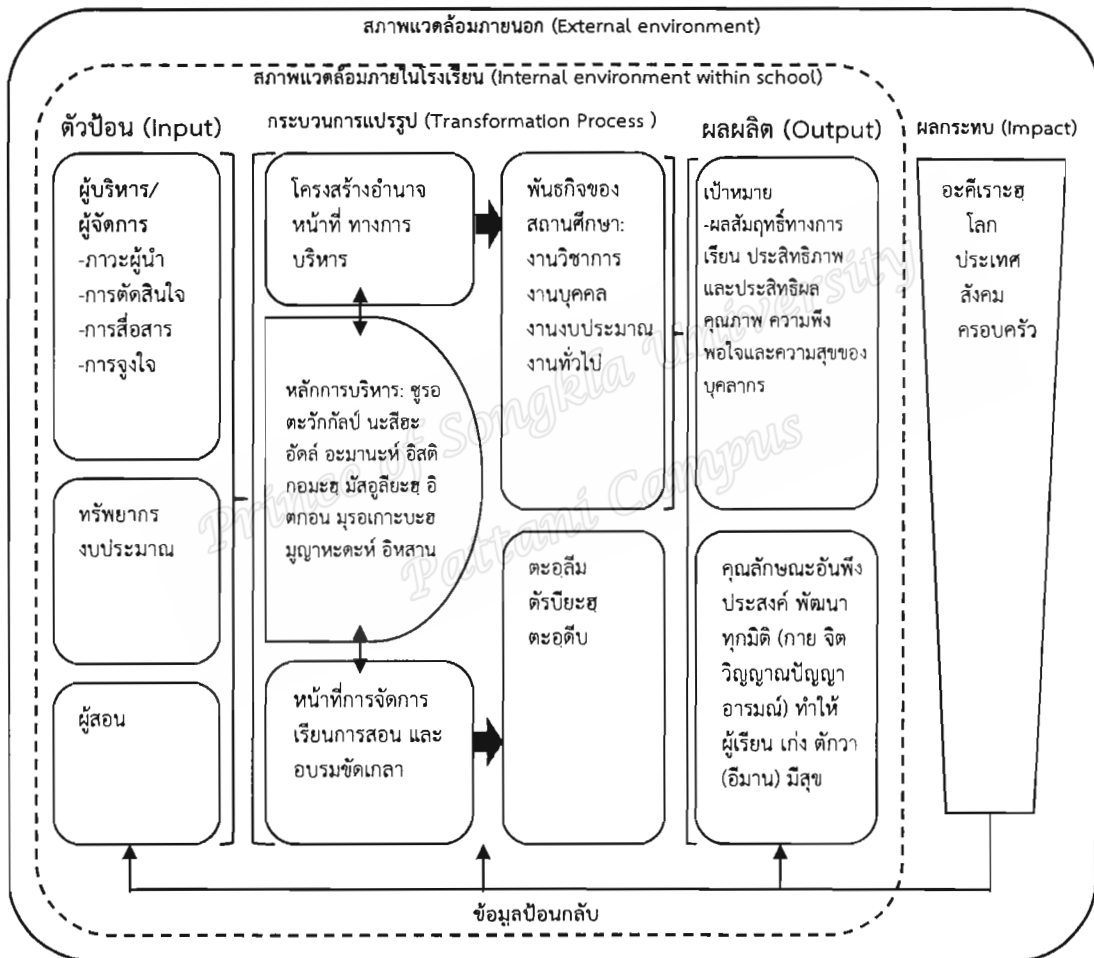 สภาพแวดล้อมภายนอก (External environment)
สภาพแวดล้อมภายในโรงเรียน (Internal environment within school)
ตัวป้อน (Input)
กระบวนการแปรรูป (Transformation Process )
ผลผลิต (Output)
ผลกระทบ (Impact)
ผู้บริหาร/
ผู้จัดการ
-ภาวะผู้นำ
-การตัดสินใจ
-การสื่อสาร
-การจูงใจ
ทรัพยากร
งบประมาณ
ผู้สอน
โครงสร้างอำนาจ
หน้าที่ ทางการ
บริหาร
หลักการบริหาร: ชูรอ
ตะวักกัลป์ นะสีฮะ
อัดล์ อะมานะห์ อิสติ
กอมะฮฺ มัสอูลียะฮฺ อิ
ตกอน มุรอเกาะบะฮ
มูญาหะดะห์ อิหสาน
หน้าที่การจัดการ
เรียนการสอน และ
อบรมขัดเกลา
พันธกิจของ
สถานศึกษา:
งานวิชาการ
งานบุคคล
งานงบประมาณ
งานทั่วไป
ตะอฺลีม
ตัรบียะฮฺ
ตะอฺดีบ
เป้าหมาย
-ผลสัมฤทธิ์ทางการ
เรียน ประสิทธิภาพ
และประสิทธิผล
คุณภาพ ความพึง
พอใจและความสุขของ
บุคลากร
คุณลักษณะอันพึง
ประสงค์ พัฒนา
ทุกมิติ (กาย จิต
วิญญาณปัญญา
อารมณ์) ทำให้
ผู้เรียน เก่ง ตักวา
(อีมาน) มีสุข
อะคีเราะฮฺ
โลก
ประเทศ
สังคม
ครอบครัว
ข้อมูลป้อนกลับ
Prince of Songkla University
Pattani Campus